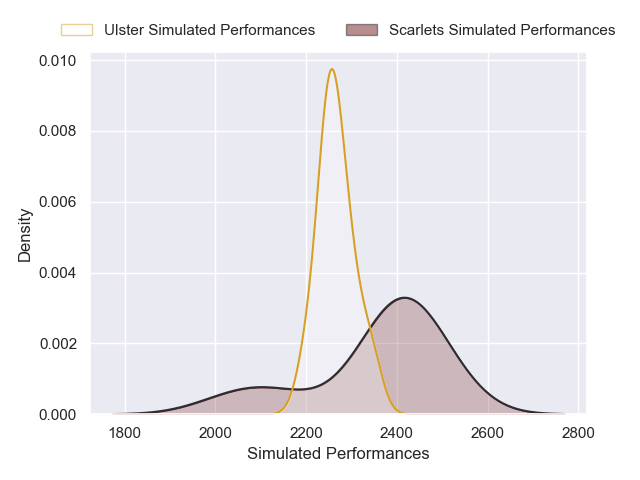 Ulster Simulated Performances Scarlets Simulated Performances
0.010
0.008
0.006
0.004
0.002
0.000
Density
1800 2000 2200 2400 2600 2800
Simulated Performances